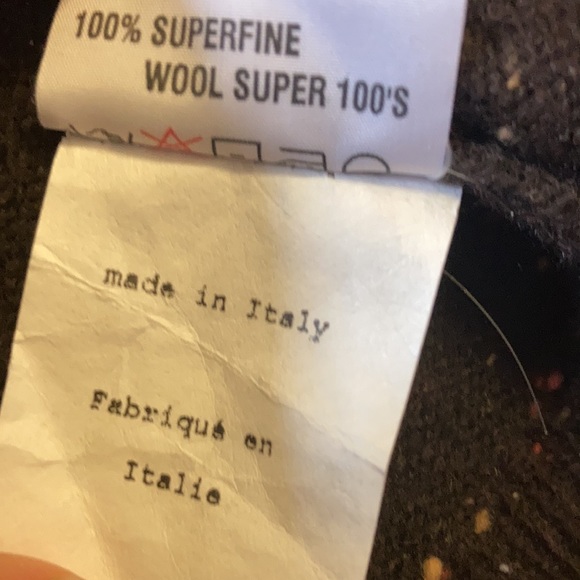 100% SUPERFINE
WOOL SUPER 100'S
made in Italy
Fabriqué en
Italie